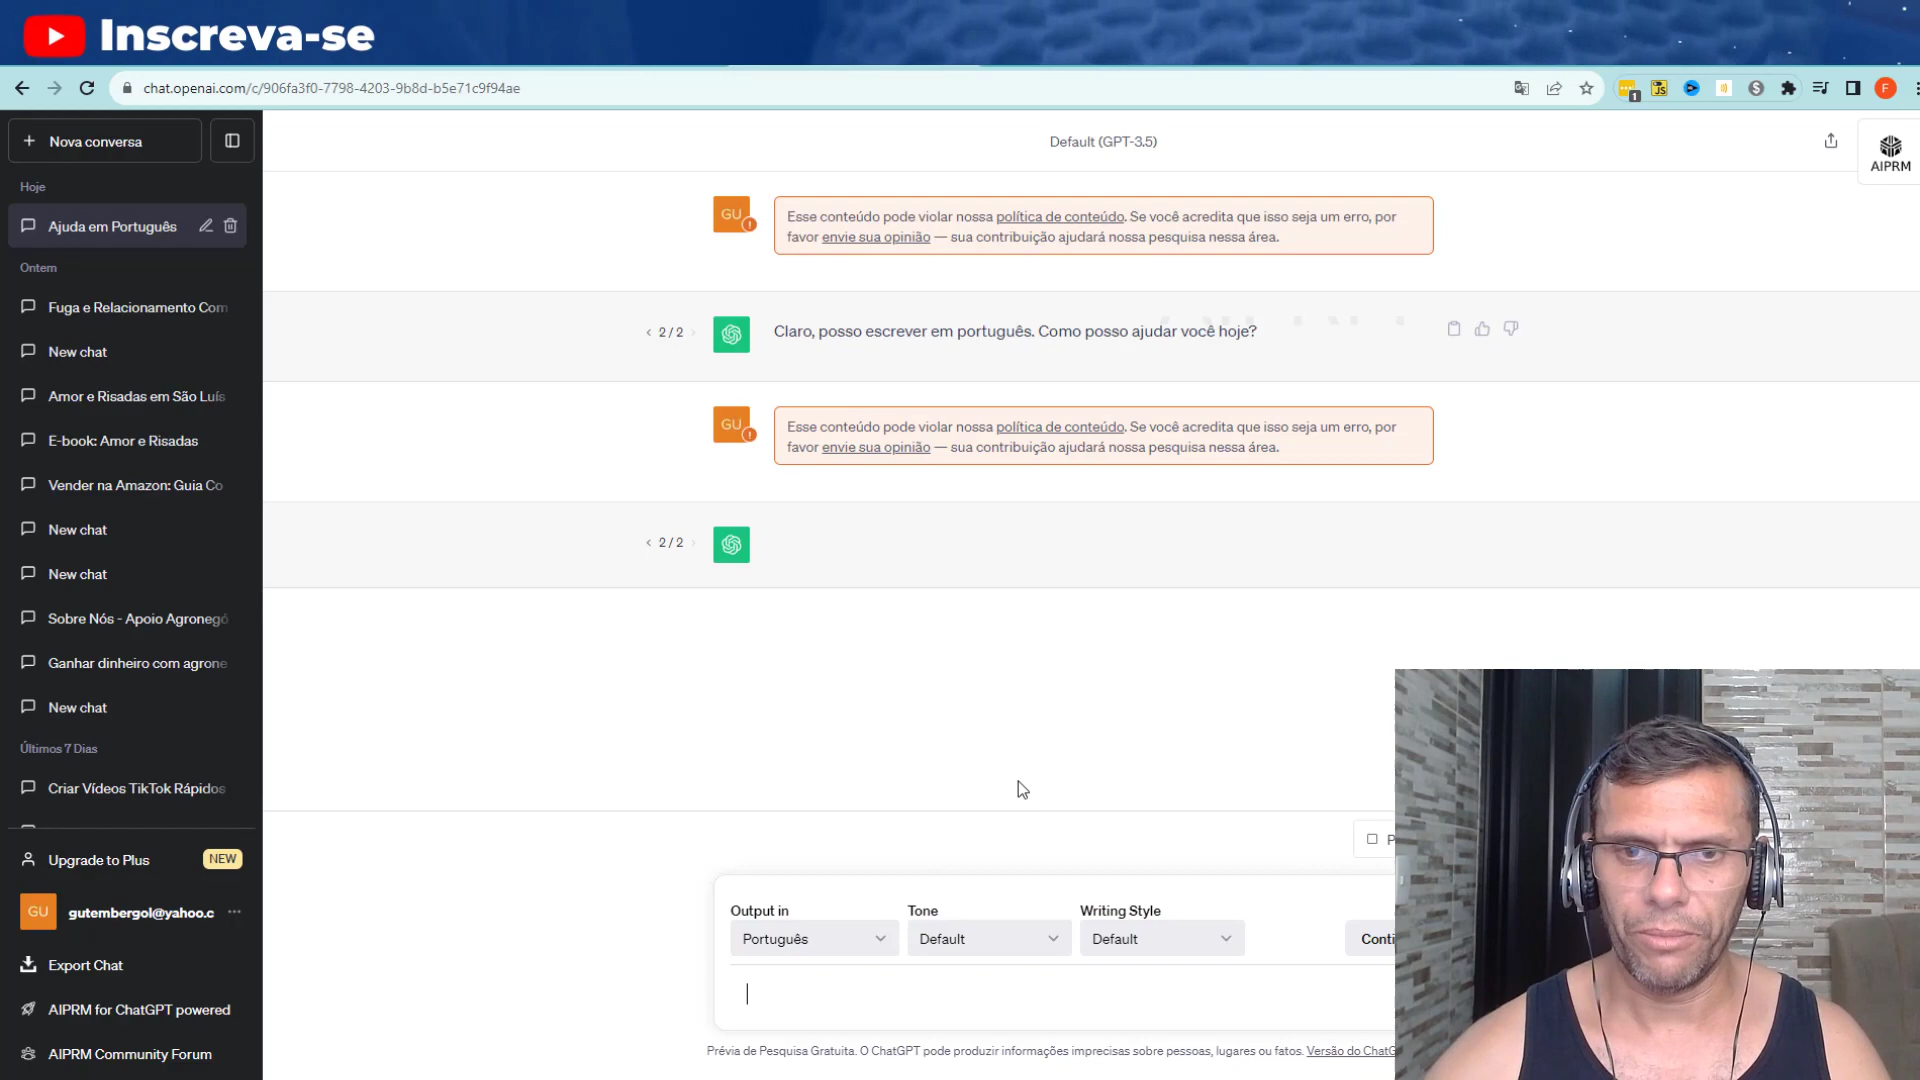 Inscreva-se
chat.openai.com/c/906fa3f0-7798-4203-9b8d-b5e71c9f94ae
1
JS
S
F
+ Nova conversa
Default (GPT-3.5)
AIPRM
Hoje
Ajuda em Português
Ontem
Fuga e Relacionamento Com
New chat
Amor e Risadas em São Luís
E-book: Amor e Risadas
Vender na Amazon: Guia Co
New chat
New chat
Sobre Nós - Apoio Agronegó
Ganhar dinheiro com agrone
New chat
Últimos 7 Dias
Criar Vídeos TikTok Rápidos
Upgrade to Plus
NEW
GU
gutembergol@yahoo.c
Export Chat
AIPRM for ChatGPT powered
AIPRM Community Forum
GU
Esse conteúdo pode violar nossa política de conteúdo. Se você acredita que isso seja um erro, por
favor envie sua opinião — sua contribuição ajudará nossa pesquisa nessa área.
< 2 / 2 >
Claro, posso escrever em português. Como posso ajudar você hoje?
GU
Esse conteúdo pode violar nossa política de conteúdo. Se você acredita que isso seja um erro, por
favor envie sua opinião — sua contribuição ajudará nossa pesquisa nessa área.
< 2 / 2 >
P
Output in
Tone
Writing Style
Português
Default
Default
Conti
Prévia de Pesquisa Gratuita. O ChatGPT pode produzir informações imprecisas sobre pessoas, lugares ou fatos. Versão do ChatG